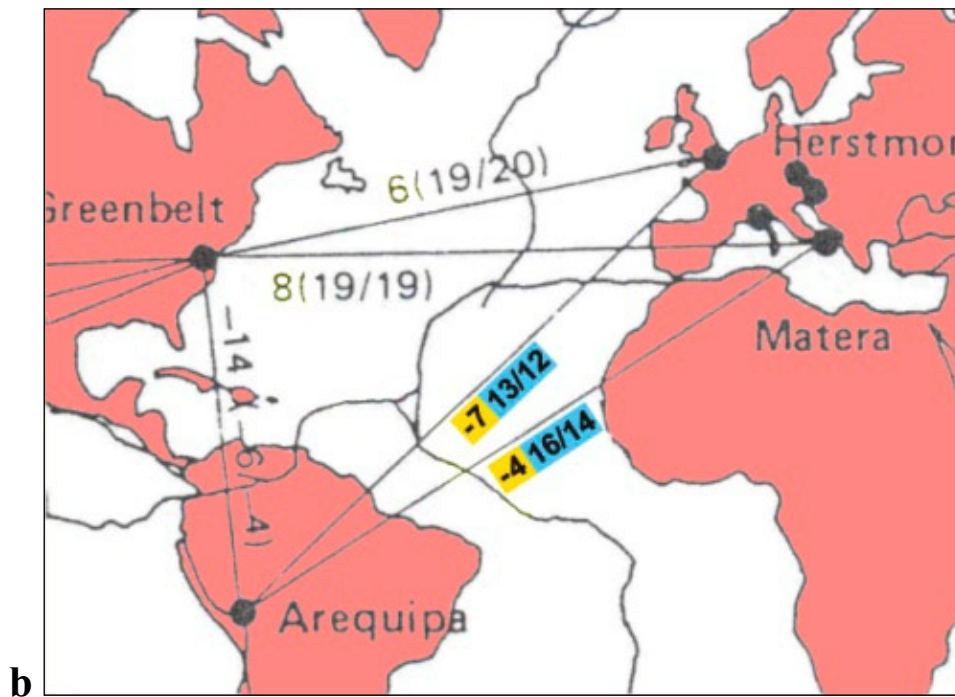 Herstmon
6(19/20)
Greenbelt
8(19/19)
Matera
-14 (-6/-4)
-7 13/12
-4 16/14
Arequipa
b